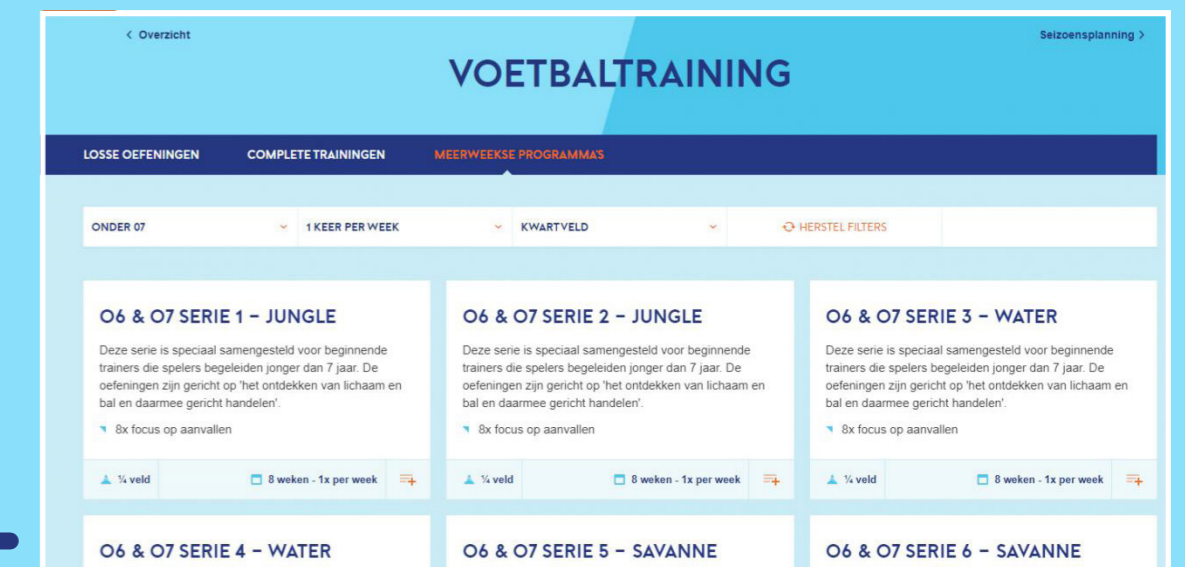 < Overzicht
Seizoensplanning >
VOETBALTRAINING
LOSSE OEFENINGEN
COMPLETE TRAININGEN
MEERWEEKSE PROGRAMMA'S
ONDER 07
1 KEER PER WEEK
KWARTVELD
HERSTEL FILTERS
O6 & O7 SERIE 1 – JUNGLE
Deze serie is speciaal samengesteld voor beginnende
trainers die spelers begeleiden jonger dan 7 jaar. De
oefeningen zijn gericht op 'het ontdekken van lichaam en
bal en daarmee gericht handelen'.
8x focus op aanvallen
¼ veld
8 weken - 1x per week
O6 & O7 SERIE 2 – JUNGLE
Deze serie is speciaal samengesteld voor beginnende
trainers die spelers begeleiden jonger dan 7 jaar. De
oefeningen zijn gericht op 'het ontdekken van lichaam en
bal en daarmee gericht handelen'.
8x focus op aanvallen
¼ veld
8 weken - 1x per week
O6 & O7 SERIE 3 – WATER
Deze serie is speciaal samengesteld voor beginnende
trainers die spelers begeleiden jonger dan 7 jaar. De
oefeningen zijn gericht op 'het ontdekken van lichaam en
bal en daarmee gericht handelen'.
8x focus op aanvallen
¼ veld
8 weken - 1x per week
O6 & O7 SERIE 4 – WATER
O6 & O7 SERIE 5 – SAVANNE
O6 & O7 SERIE 6 – SAVANNE